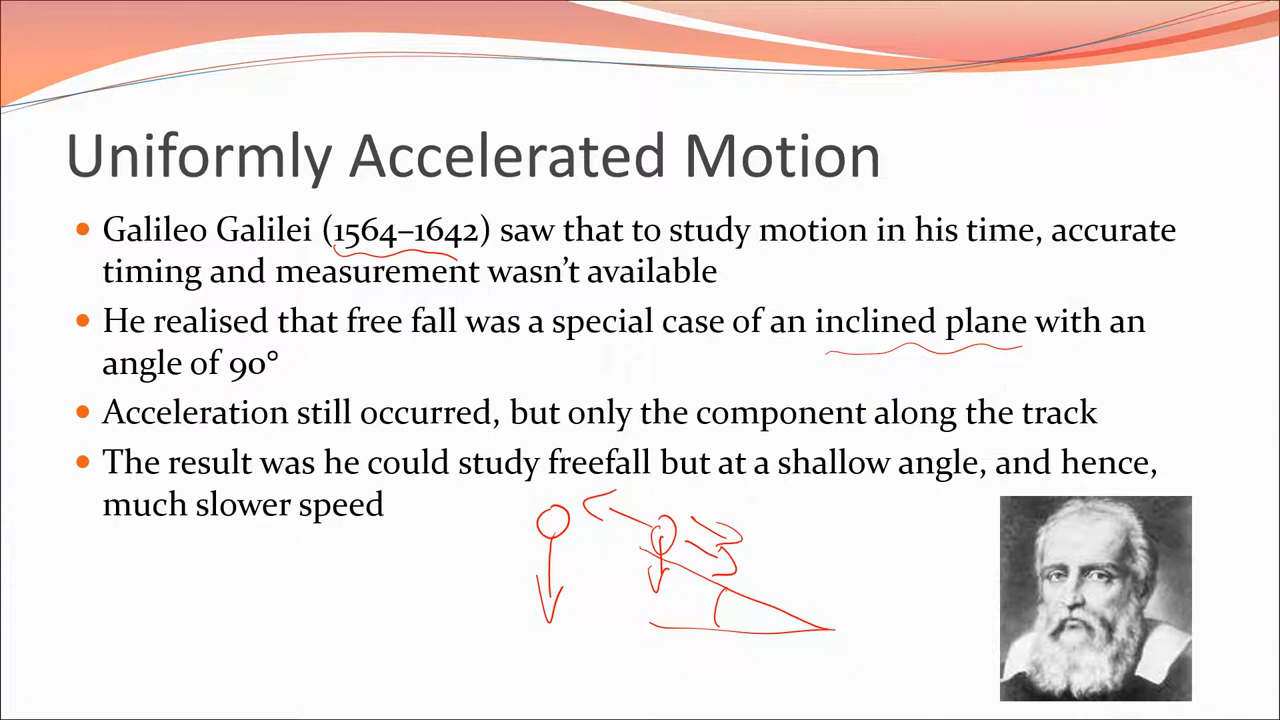 Uniformly Accelerated Motion
• Galileo Galilei (1564–1642) saw that to study motion in his time, accurate
timing and measurement wasn't available
• He realised that free fall was a special case of an inclined plane with an
angle of 90°
• Acceleration still occurred, but only the component along the track
• The result was he could study freefall but at a shallow angle, and hence,
much slower speed